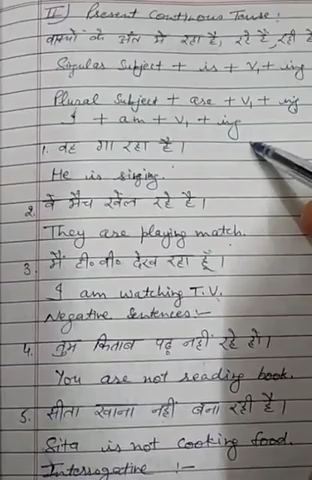 II) Present Continuous Tense :
वाक्यों के अंत में रहा है, रहे है, रही है
Singular Subject + is + V₁ + ing
Plural Subject + are + V₁ + ing
I + am + V₁ + ing
1. वह गा रहा है।
He is singing.
2. वे मैच खेल रहे है।
They are playing match.
3. मैं टी० वी० देख रहा हूँ।
I am watching T.V.
Negative Sentences :-
4. तुम किताब पढ़ नहीं रहे हो।
You are not reading book.
5. सीता खाना नही बना रही है।
Sita is not cooking food.
Interrogative :-